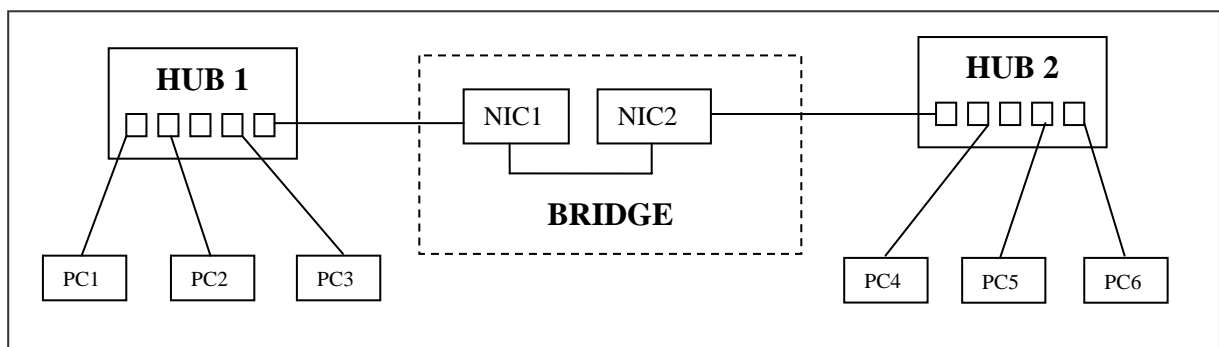 HUB 1
HUB 2
NIC1
NIC2
BRIDGE
PC1
PC2
PC3
PC4
PC5
PC6